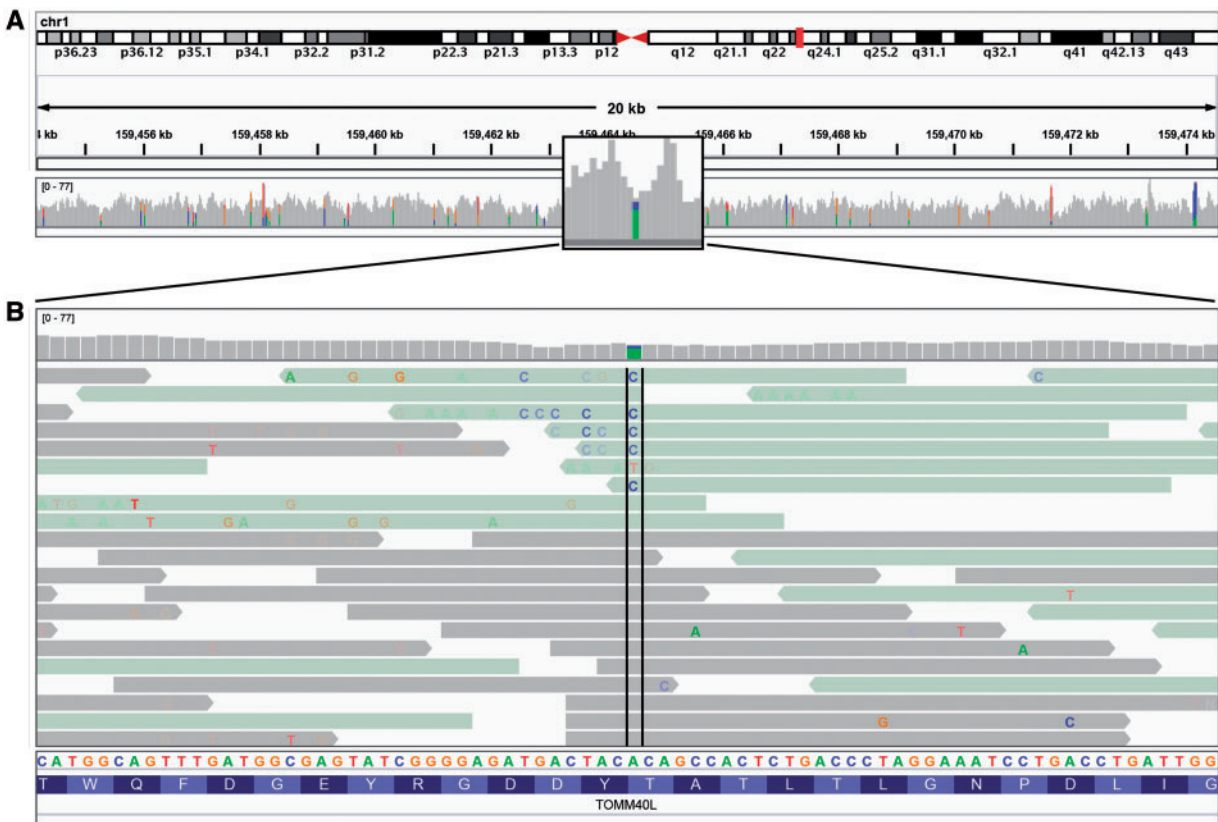 A
chr1
p36.23 p36.12 p35.1 p34.1 p32.2 p31.2 p22.3 p21.3 p13.3 p12 q12 q21.1 q22 q24.1 q25.2 q31.1 q32.1 q41 q42.13 q43
20 kb
159,456 kb 159,458 kb 159,460 kb 159,462 kb 159,464 kb 159,466 kb 159,468 kb 159,470 kb 159,472 kb 159,474 kb
[0 - 77]
B
[0 - 77]
A G G A C C G C C
A A A A A A
A A A A C C C C C
C C C C
T T C C C
T
C
A T G A A T G G
A A T G A G G A
T
A T
A
C
G C
T
CATGGCAGTTTGATGGCGAGTATCGGGGAGATGACTACACAGCCACTCTGACCCTAGGAAATCCTGACCTGATTGG
T W Q F D G E Y R G D D Y T A T L T L G N P D L I G
TOMM40L